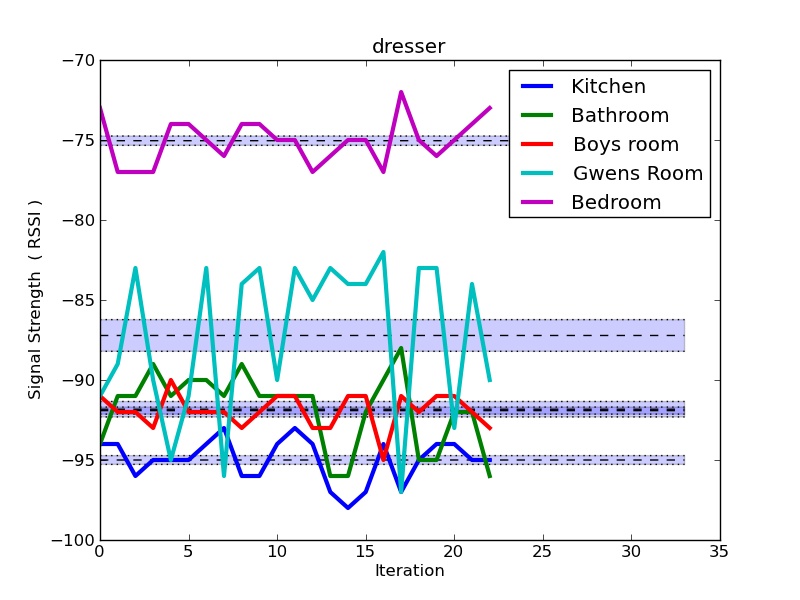 dresser
−70
−75
−80
−85
−90
−95
−100
Signal Strength ( RSSI )
Kitchen
Bathroom
Boys room
Gwens Room
Bedroom
0 5 10 15 20 25 30 35
Iteration